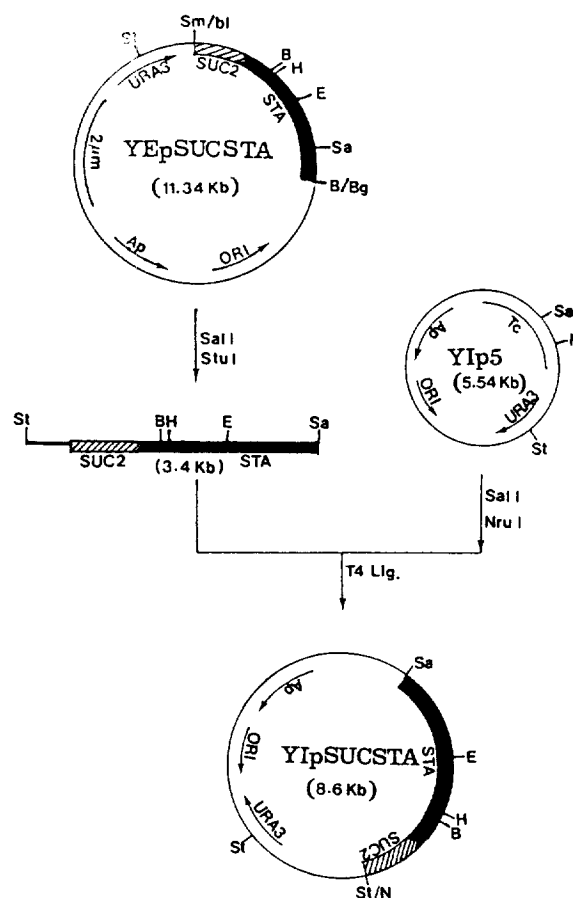 Sm/bl
St
URA3
SUC2
B
H
STA
E
2µm
YEpSUCSTA
(11.34 Kb)
Sa
B/Bg
Ap
ORI
Sal I
Stu I
Sa
N
Tc
Ap
YIp5
(5.54 Kb)
ORI
URA3
St
St
BH
E
Sa
SUC2
(3.4 Kb)
STA
Sal I
Nru I
T4 Lig.
Sa
Ap
ORI
YIpSUCSTA
(8.6 Kb)
STA
E
URA3
H
B
St
SUC2
St/N